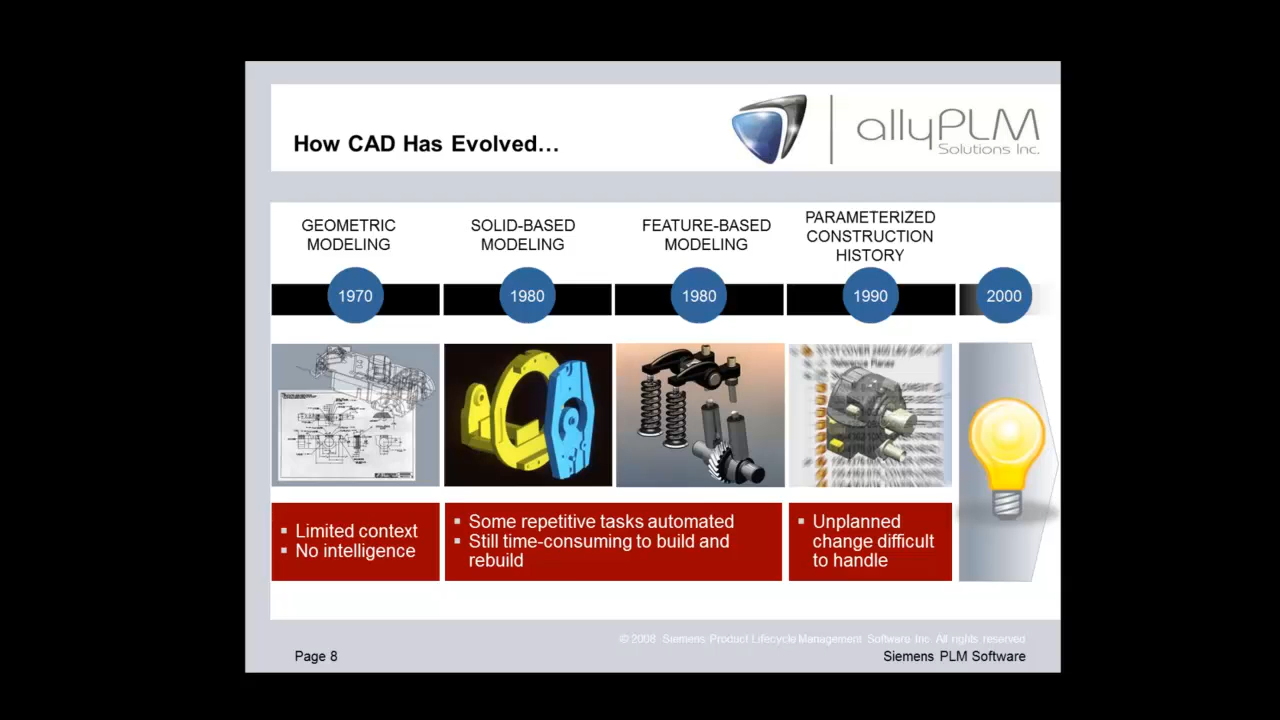 How CAD Has Evolved…
allyPLM
Solutions Inc.
GEOMETRIC
MODELING
SOLID-BASED
MODELING
FEATURE-BASED
MODELING
PARAMETERIZED
CONSTRUCTION
HISTORY
1970
1980
1980
1990
2000
Reference Planes
▪ Limited context
▪ No intelligence
▪ Some repetitive tasks automated
▪ Still time-consuming to build and
rebuild
▪ Unplanned
change difficult
to handle
© 2008. Siemens Product Lifecycle Management Software Inc. All rights reserved
Page 8
Siemens PLM Software